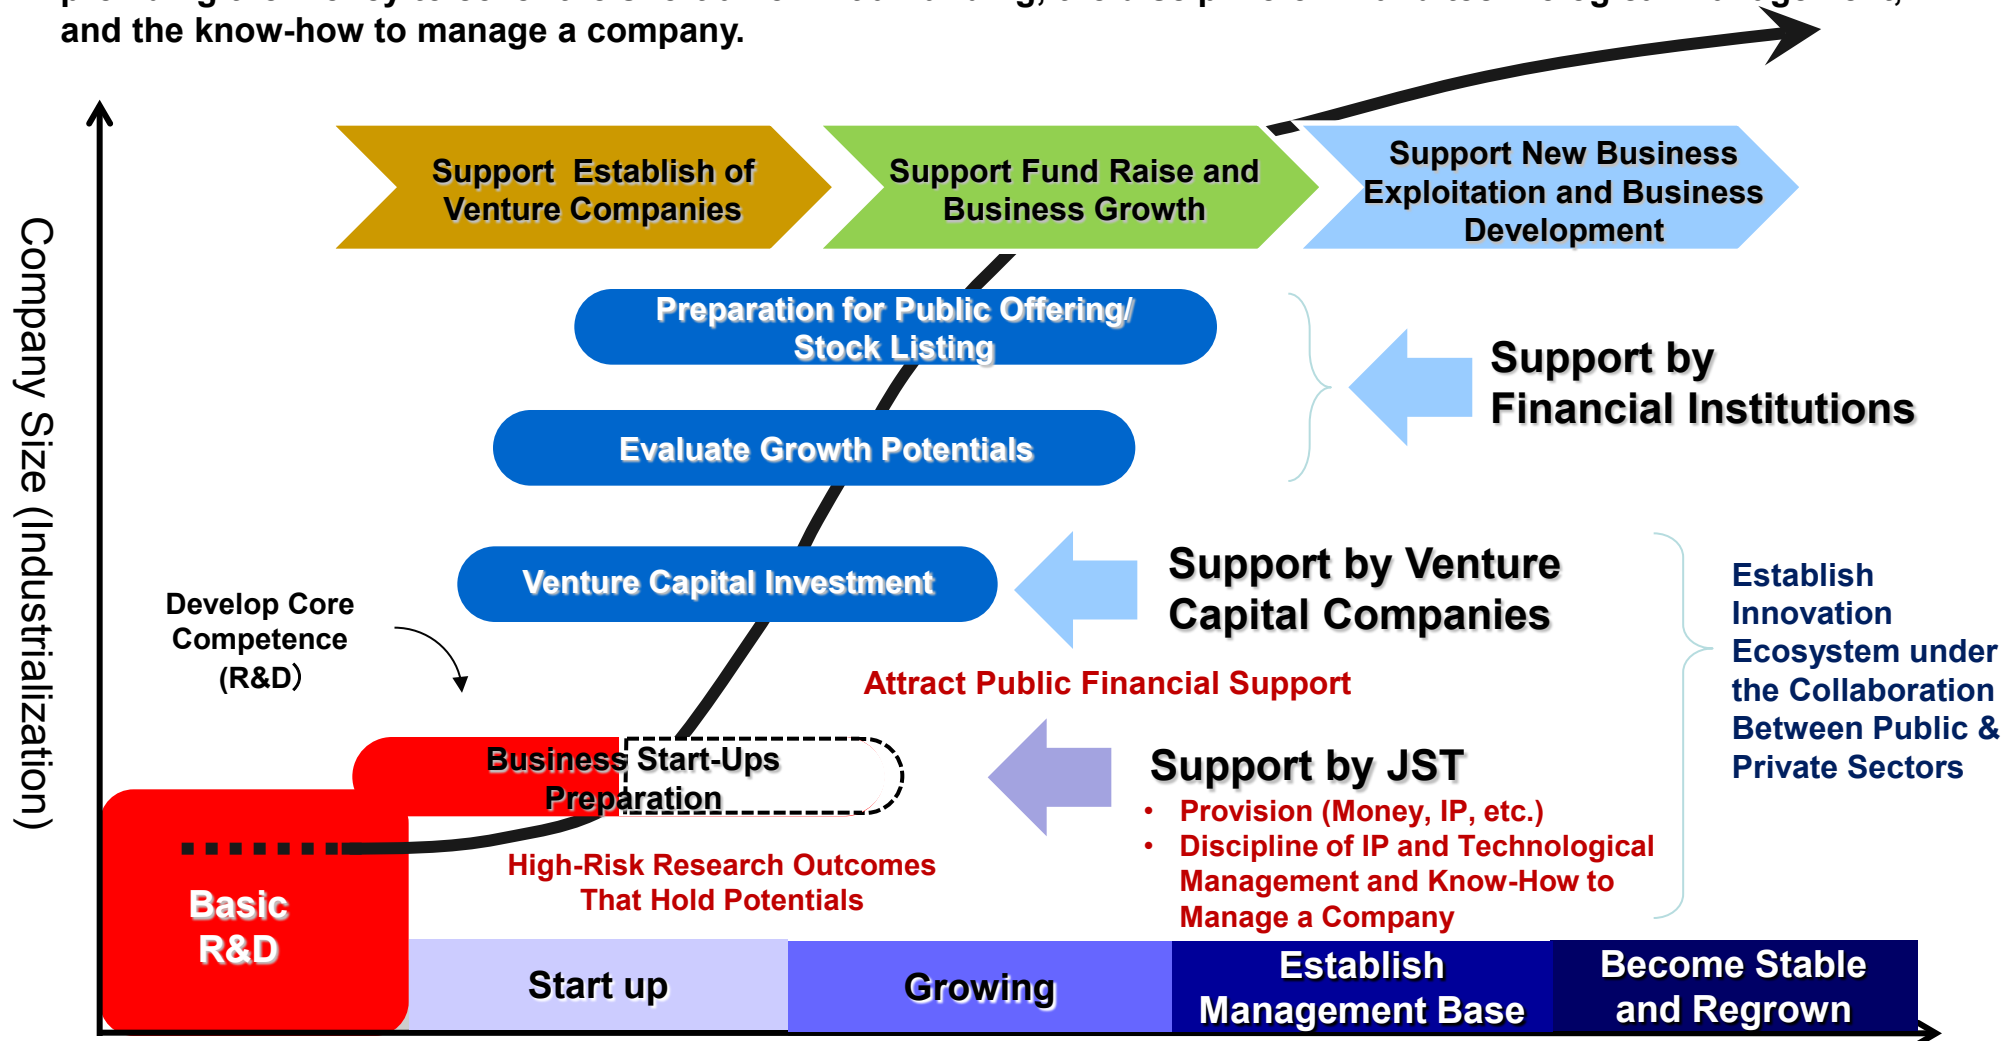 and the know-how to manage a company.
Support Establish of
Venture Companies
Support Fund Raise and
Business Growth
Support New Business
Exploitation and Business
Development
Company Size (Industrialization)
Preparation for Public Offering/
Stock Listing
Support by
Financial Institutions
Evaluate Growth Potentials
Venture Capital Investment
Support by Venture
Capital Companies
Establish
Innovation
Ecosystem under
the Collaboration
Between Public &
Private Sectors
Develop Core
Competence
(R&D）
Attract Public Financial Support
Business Start-Ups
Preparation
Support by JST
• Provision (Money, IP, etc.)
• Discipline of IP and Technological
Management and Know-How to
Manage a Company
High-Risk Research Outcomes
That Hold Potentials
Basic
R&D
Start up
Growing
Establish
Management Base
Become Stable
and Regrown